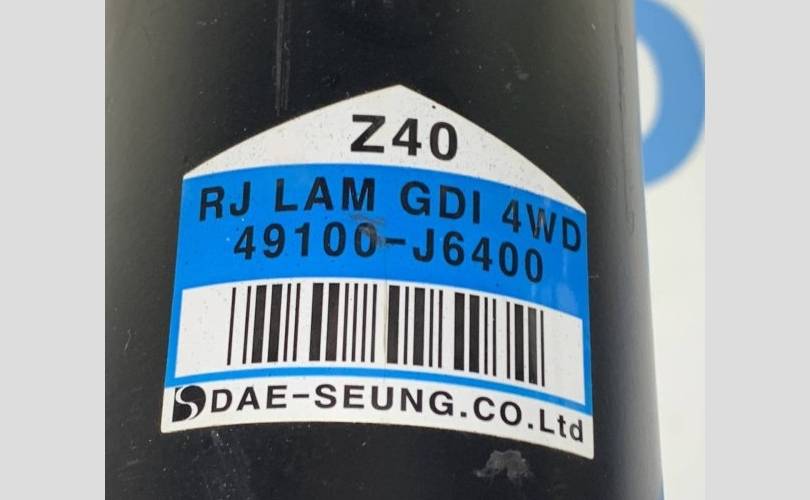 Z40
RJ LAM GDI 4WD
49100-J6400
DAE-SEUNG.CO.Ltd